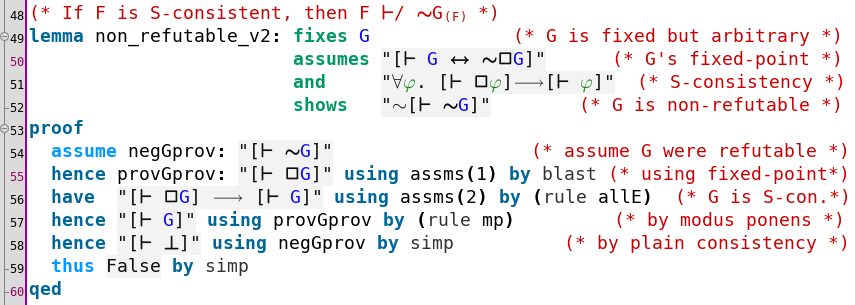 48 (* If F is S-consistent, then F ⊢/ ∼G₍F₎ *)
49 lemma non_refutable_v2: fixes G (* G is fixed but arbitrary *)
50 assumes "[⊢ G ↔ ∼□G]" (* G's fixed-point *)
51 and "∀φ. [⊢ □φ]⟶[⊢ φ]" (* S-consistency *)
52 shows "∼[⊢ ∼G]" (* G is non-refutable *)
53 proof
54 assume negGprov: "[⊢ ∼G]" (* assume G were refutable *)
55 hence provGprov: "[⊢ □G]" using assms(1) by blast (* using fixed-point*)
56 have "[⊢ □G] ⟶ [⊢ G]" using assms(2) by (rule allE) (* G is S-con.*)
57 hence "[⊢ G]" using provGprov by (rule mp) (* by modus ponens *)
58 hence "[⊢ ⊥]" using negGprov by simp (* by plain consistency *)
59 thus False by simp
60 qed